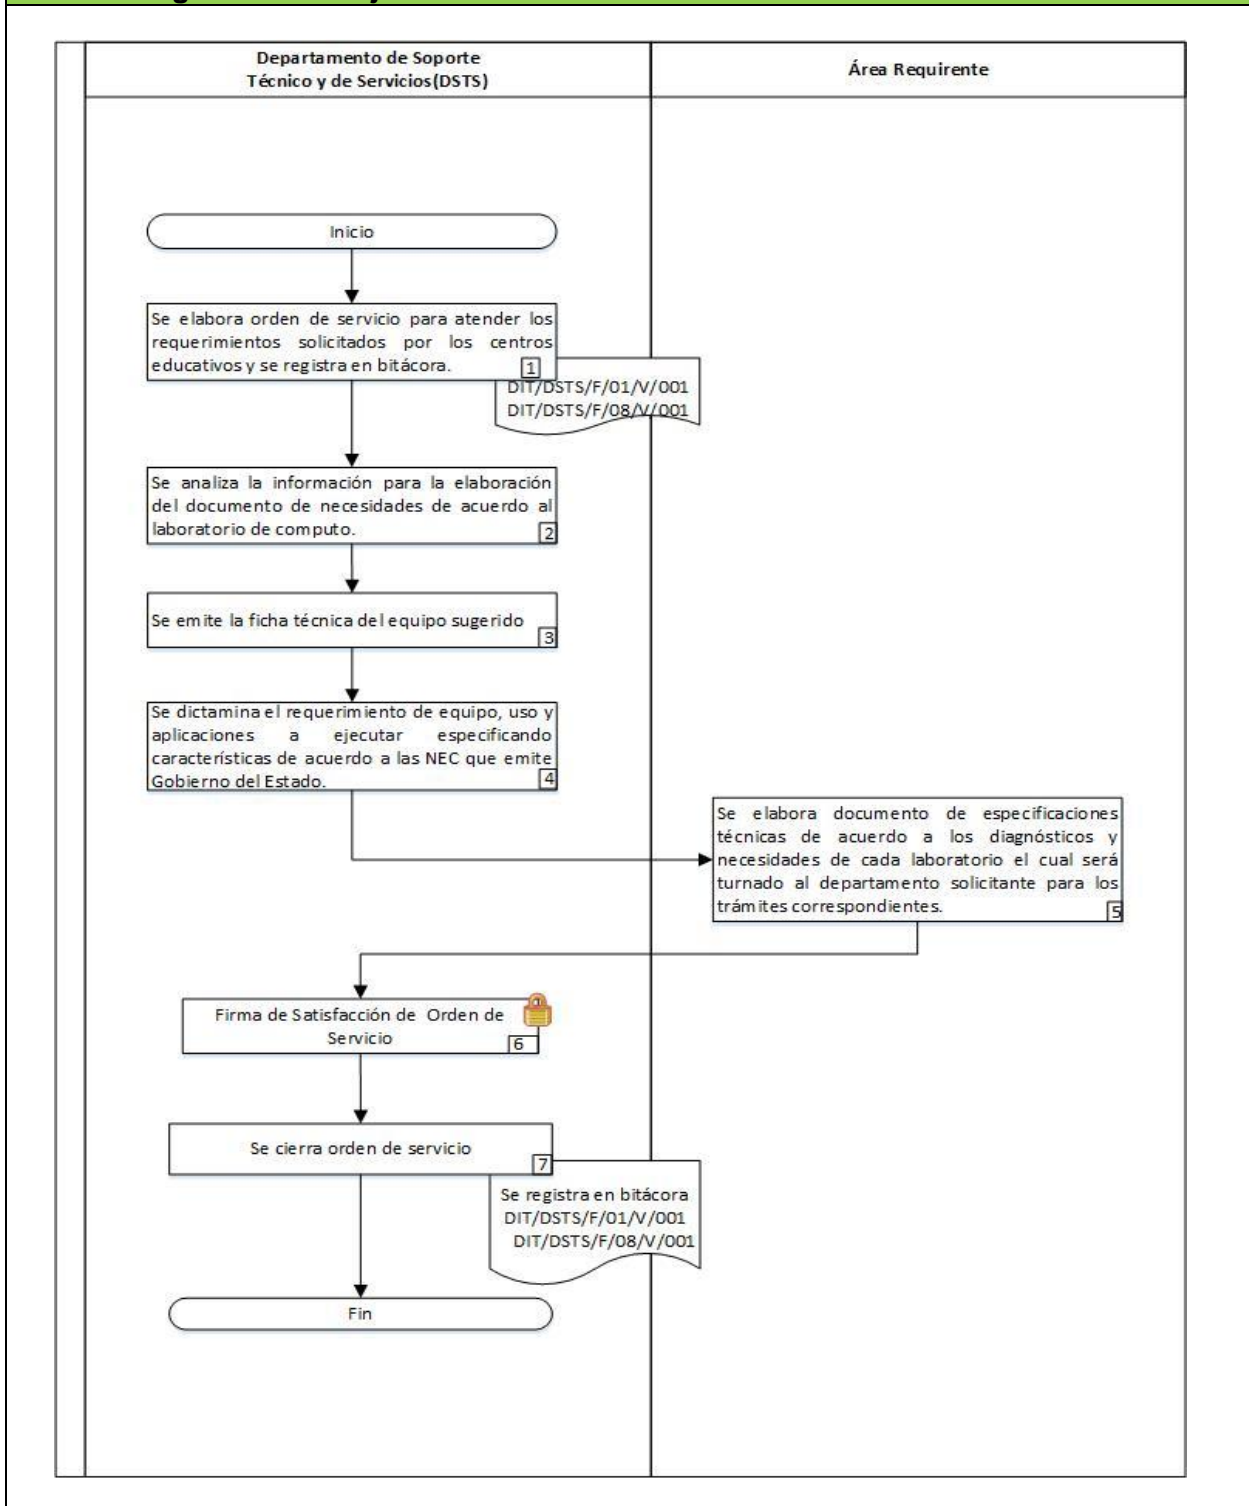 Departamento de Soporte
Técnico y de Servicios(DSTS)
Área Requirente
Inicio
Se elabora orden de servicio para atender los
requerimientos solicitados por los centros
educativos y se registra en bitácora.
1
DIT/DSTS/F/01/V/001
DIT/DSTS/F/08/V/001
Se analiza la información para la elaboración
del documento de necesidades de acuerdo al
laboratorio de computo.
2
Se emite la ficha técnica del equipo sugerido
3
Se dictamina el requerimiento de equipo, uso y
aplicaciones a ejecutar especificando
características de acuerdo a las NEC que emite
Gobierno del Estado.
4
Se elabora documento de especificaciones
técnicas de acuerdo a los diagnósticos y
necesidades de cada laboratorio el cual será
turnado al departamento solicitante para los
trámites correspondientes.
5
Firma de Satisfacción de Orden de
Servicio
6
Se cierra orden de servicio
7
Se registra en bitácora
DIT/DSTS/F/01/V/001
DIT/DSTS/F/08/V/001
Fin